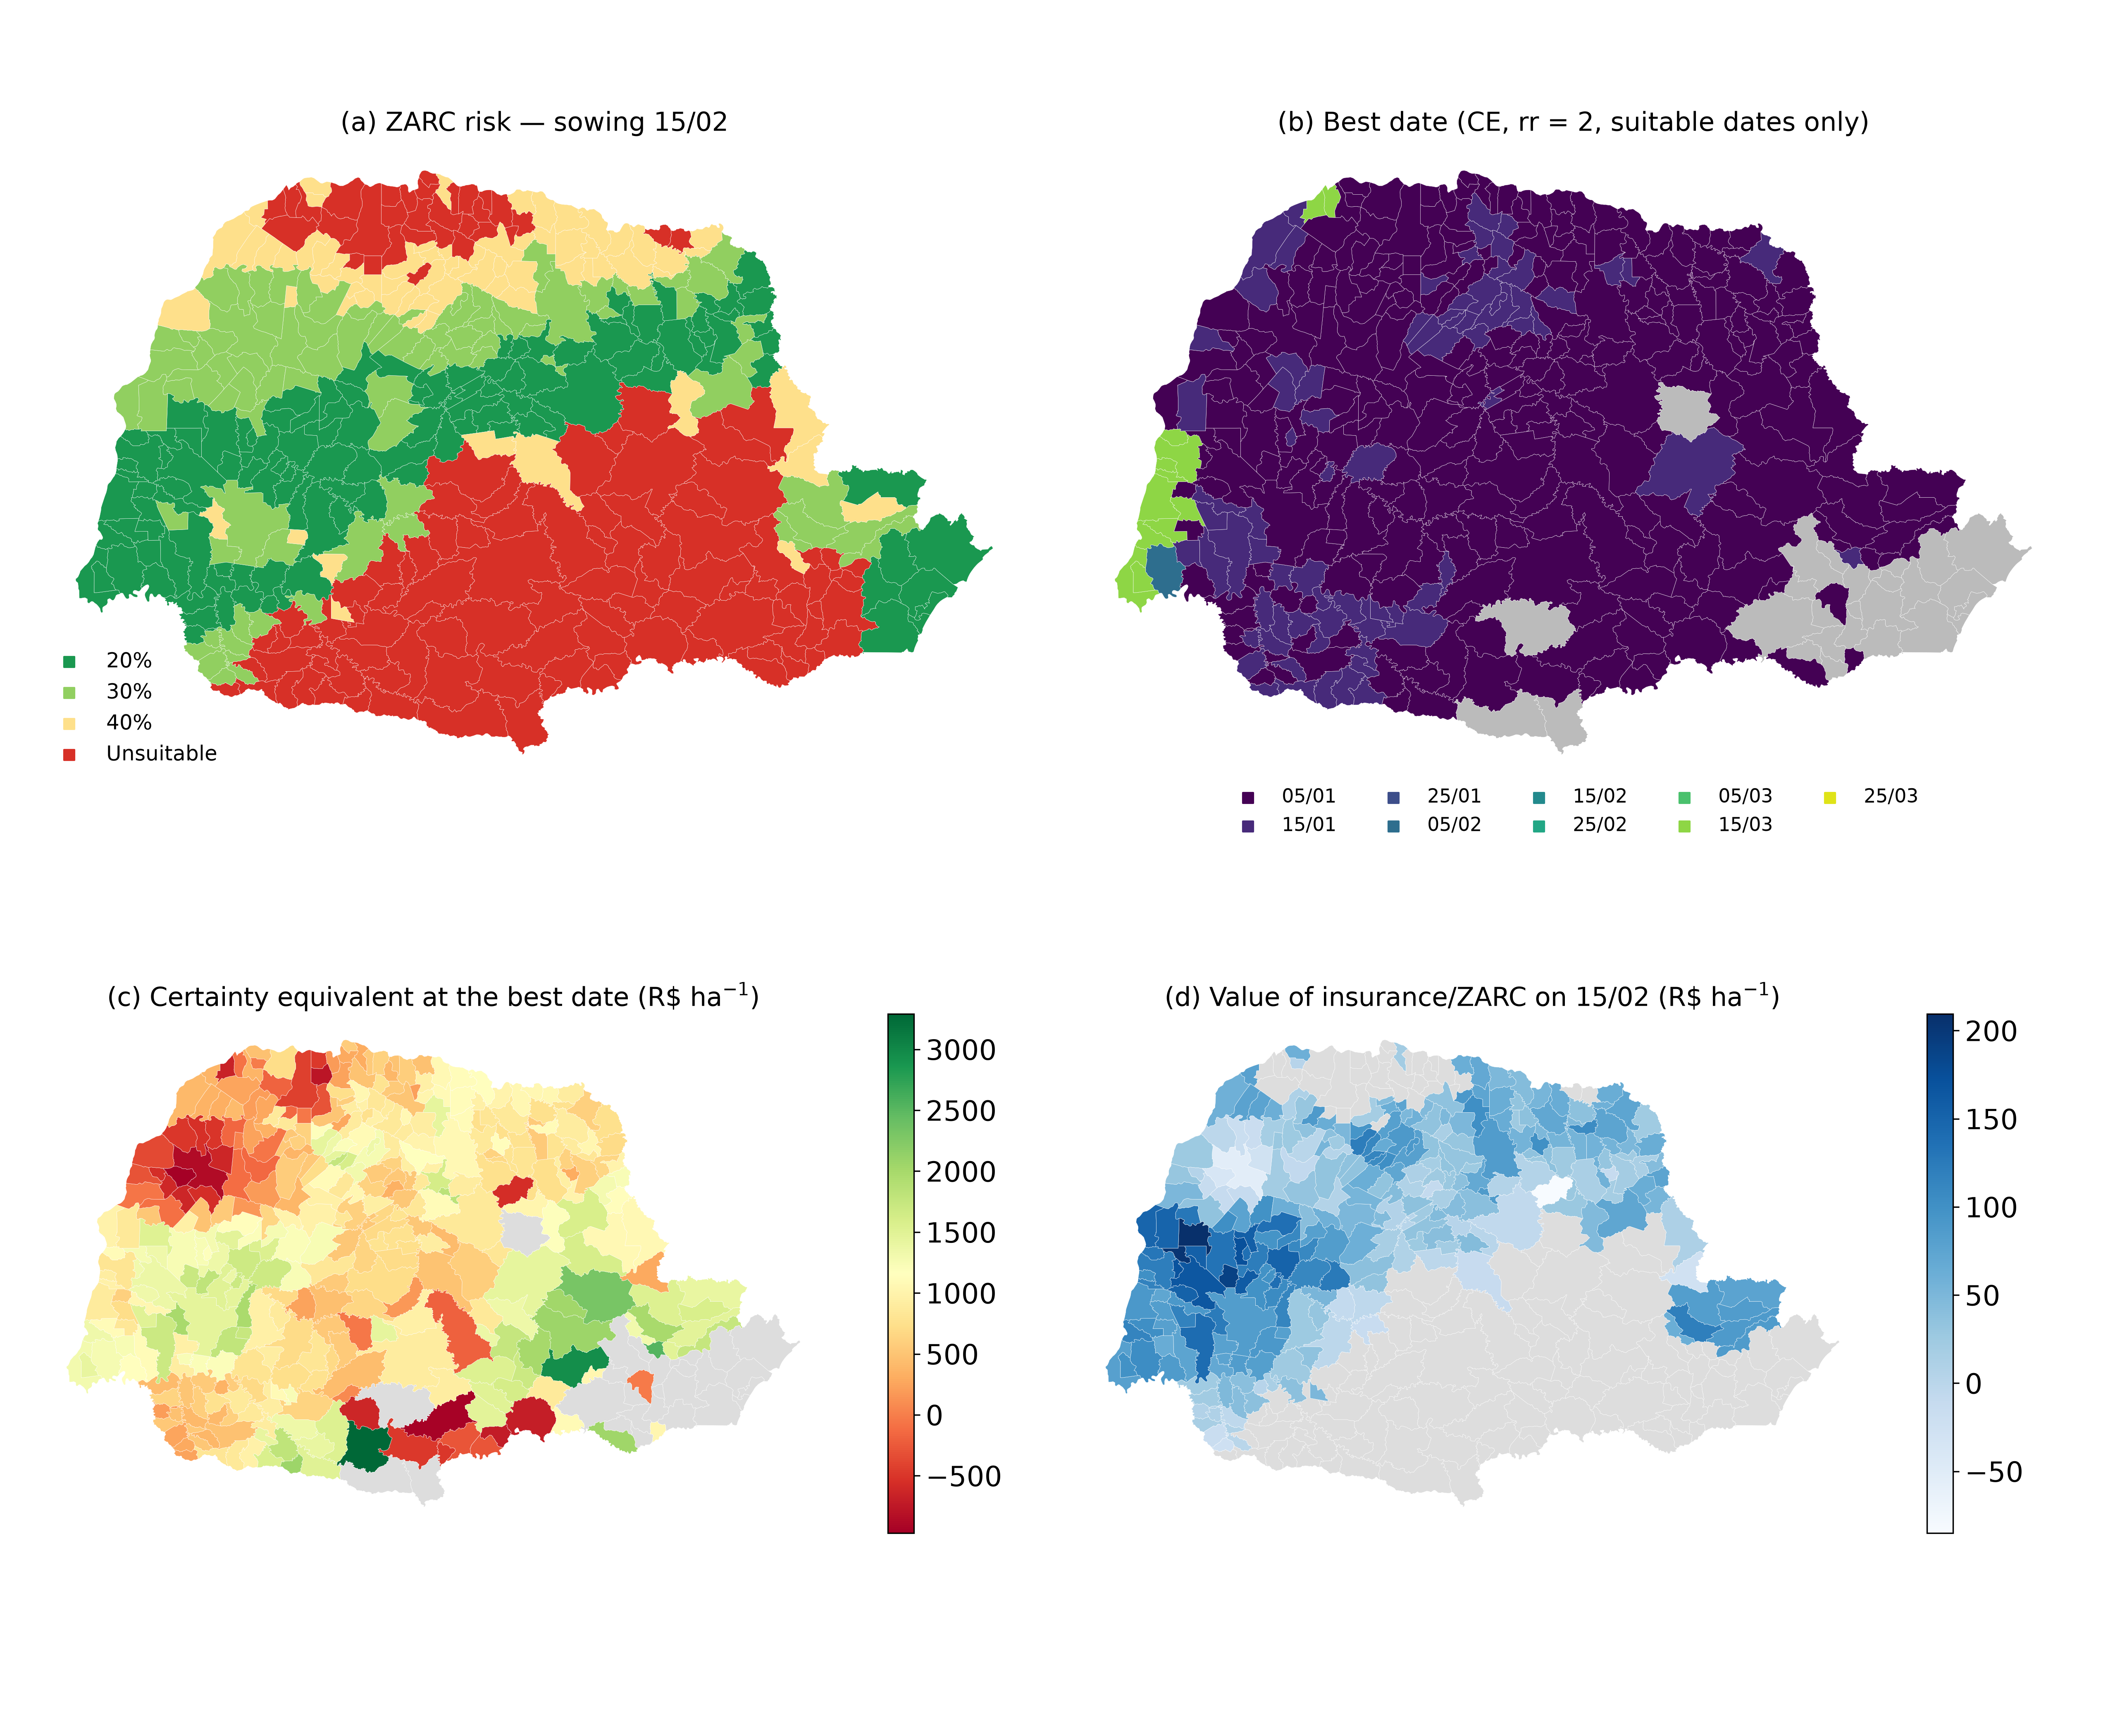 (a) ZARC risk — sowing 15/02
(b) Best date (CE, rr = 2, suitable dates only)
20%
30%
40%
Unsuitable
05/01 25/01 15/02 05/03 25/03
15/01 05/02 25/02 15/03
(c) Certainty equivalent at the best date (R$ ha⁻¹)
3000
2500
2000
1500
1000
500
0
−500
(d) Value of insurance/ZARC on 15/02 (R$ ha⁻¹)
200
150
100
50
0
−50